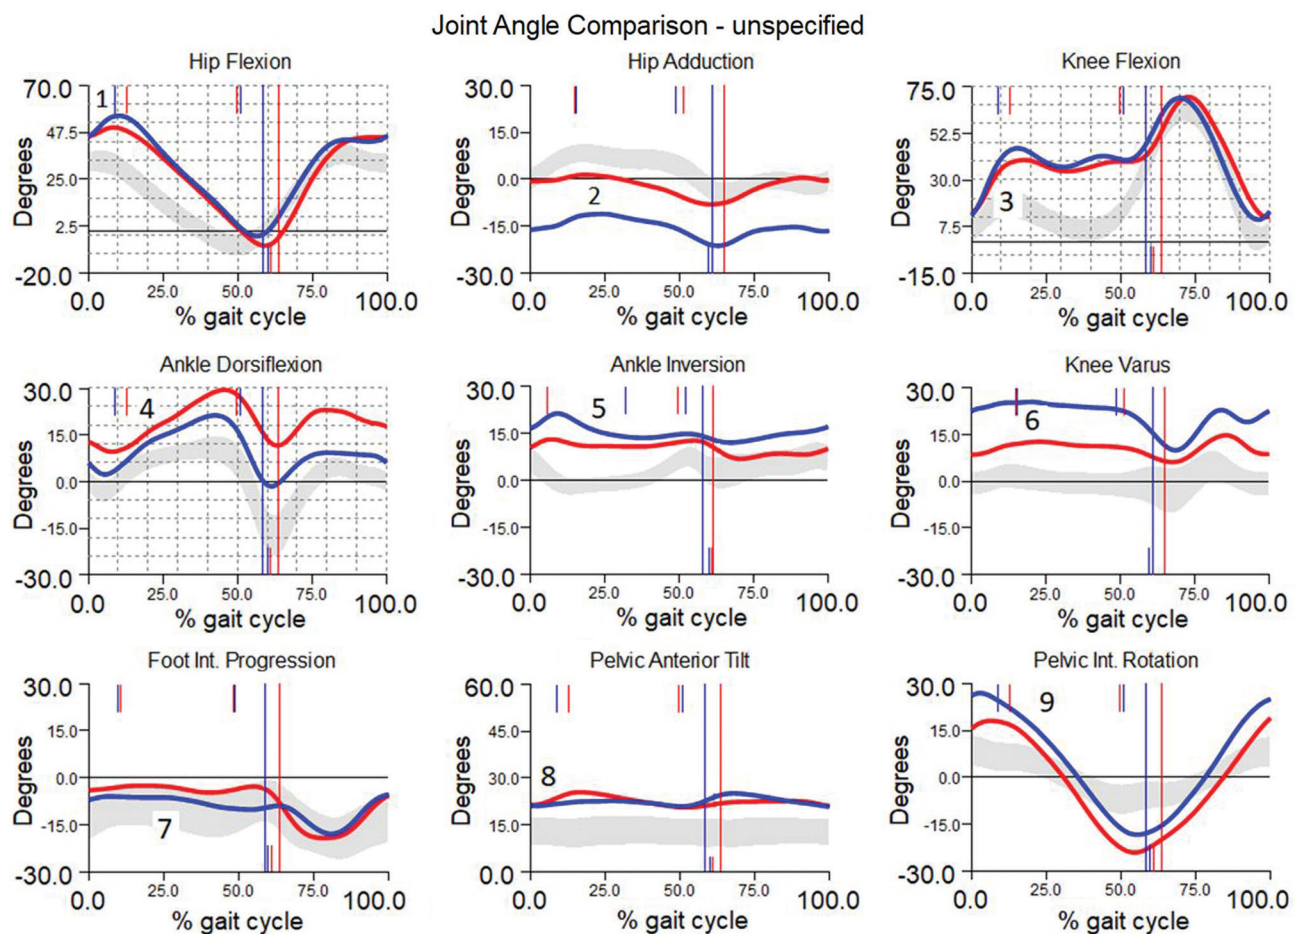 Joint Angle Comparison - unspecified
Hip Flexion
70.0
47.5
25.0
2.5
-20.0
Degrees
1
0.0 25.0 50.0 75.0 100.0
% gait cycle
Hip Adduction
30.0
15.0
0.0
-15.0
-30.0
Degrees
2
0.0 25.0 50.0 75.0 100.0
% gait cycle
Knee Flexion
75.0
52.5
30.0
7.5
-15.0
Degrees
3
0.0 25.0 50.0 75.0 100.0
% gait cycle
Ankle Dorsiflexion
30.0
15.0
0.0
-15.0
-30.0
Degrees
4
0.0 25.0 50.0 75.0 100.0
% gait cycle
Ankle Inversion
30.0
15.0
0.0
-15.0
-30.0
Degrees
5
0.0 25.0 50.0 75.0 100.0
% gait cycle
Knee Varus
30.0
15.0
0.0
-15.0
-30.0
Degrees
6
0.0 25.0 50.0 75.0 100.0
% gait cycle
Foot Int. Progression
30.0
15.0
0.0
-15.0
-30.0
Degrees
7
0.0 25.0 50.0 75.0 100.0
% gait cycle
Pelvic Anterior Tilt
60.0
45.0
30.0
15.0
0.0
Degrees
8
0.0 25.0 50.0 75.0 100.0
% gait cycle
Pelvic Int. Rotation
30.0
15.0
0.0
-15.0
-30.0
Degrees
9
0.0 25.0 50.0 75.0 100.0
% gait cycle